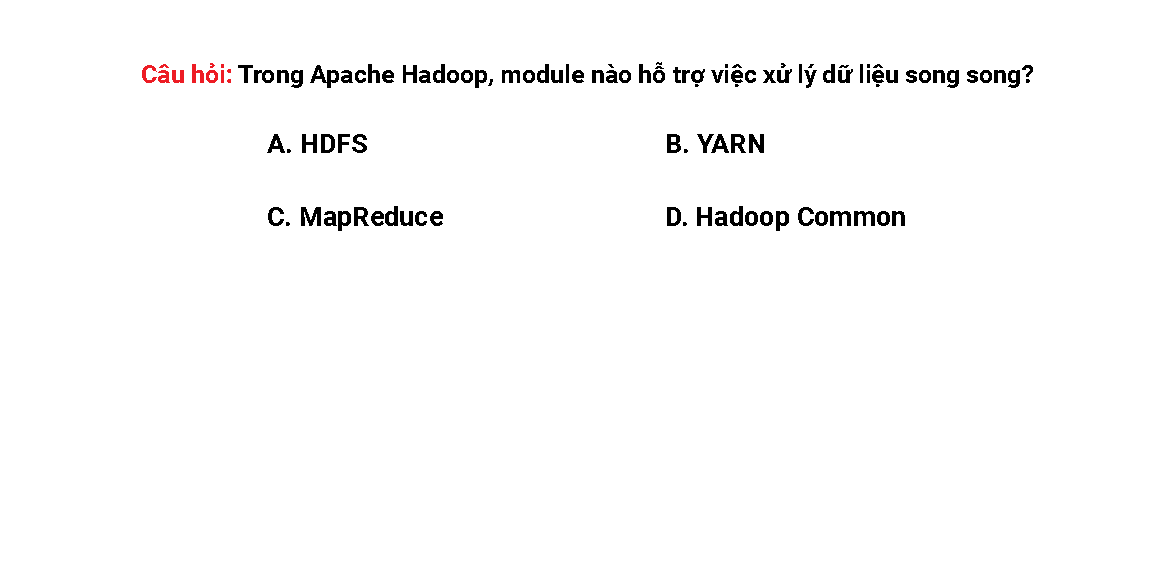 Câu hỏi: Trong Apache Hadoop, module nào hỗ trợ việc xử lý dữ liệu song song?
A. HDFS
B. YARN
C. MapReduce
D. Hadoop Common